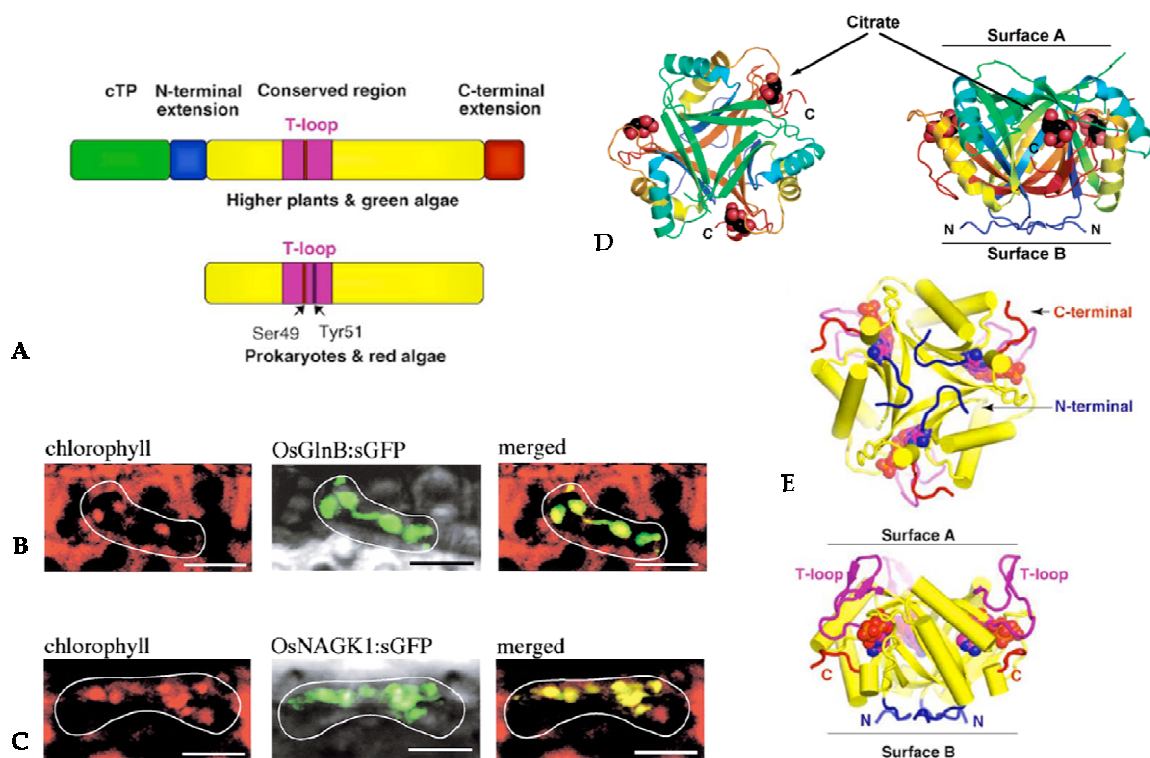 cTP
N-terminal extension
Conserved region
C-terminal extension
T-loop
Higher plants & green algae
T-loop
Ser49
Tyr51
Prokaryotes & red algae
A
chlorophyll
OsGlnB:sGFP
merged
B
chlorophyll
OsNAGK1:sGFP
merged
C
Citrate
Surface A
C
C
C
N
N
Surface B
D
C-terminal
N-terminal
E
Surface A
T-loop
T-loop
C
C
N
N
Surface B